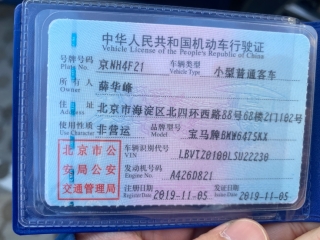 中华人民共和国机动车行驶证
Vehicle License of the People's Republic of China
号牌号码 京NH4F21 车辆类型 小型普通客车
Plate No. Vehicle Type
所有人 薛华峰
Owner
住址 北京市海淀区北四环西路88号6楼2门102号
Address
使用性质 非营运 品牌型号 宝马牌BMW6475KX
Use Character Model
北京市公安局公安交通管理局
车辆识别代号 LBVTZ0100LSU22230
VIN
发动机号码 A426D821
Engine No.
注册日期 2019-11-05 发证日期 2019-11-05
Register Date Issue Date